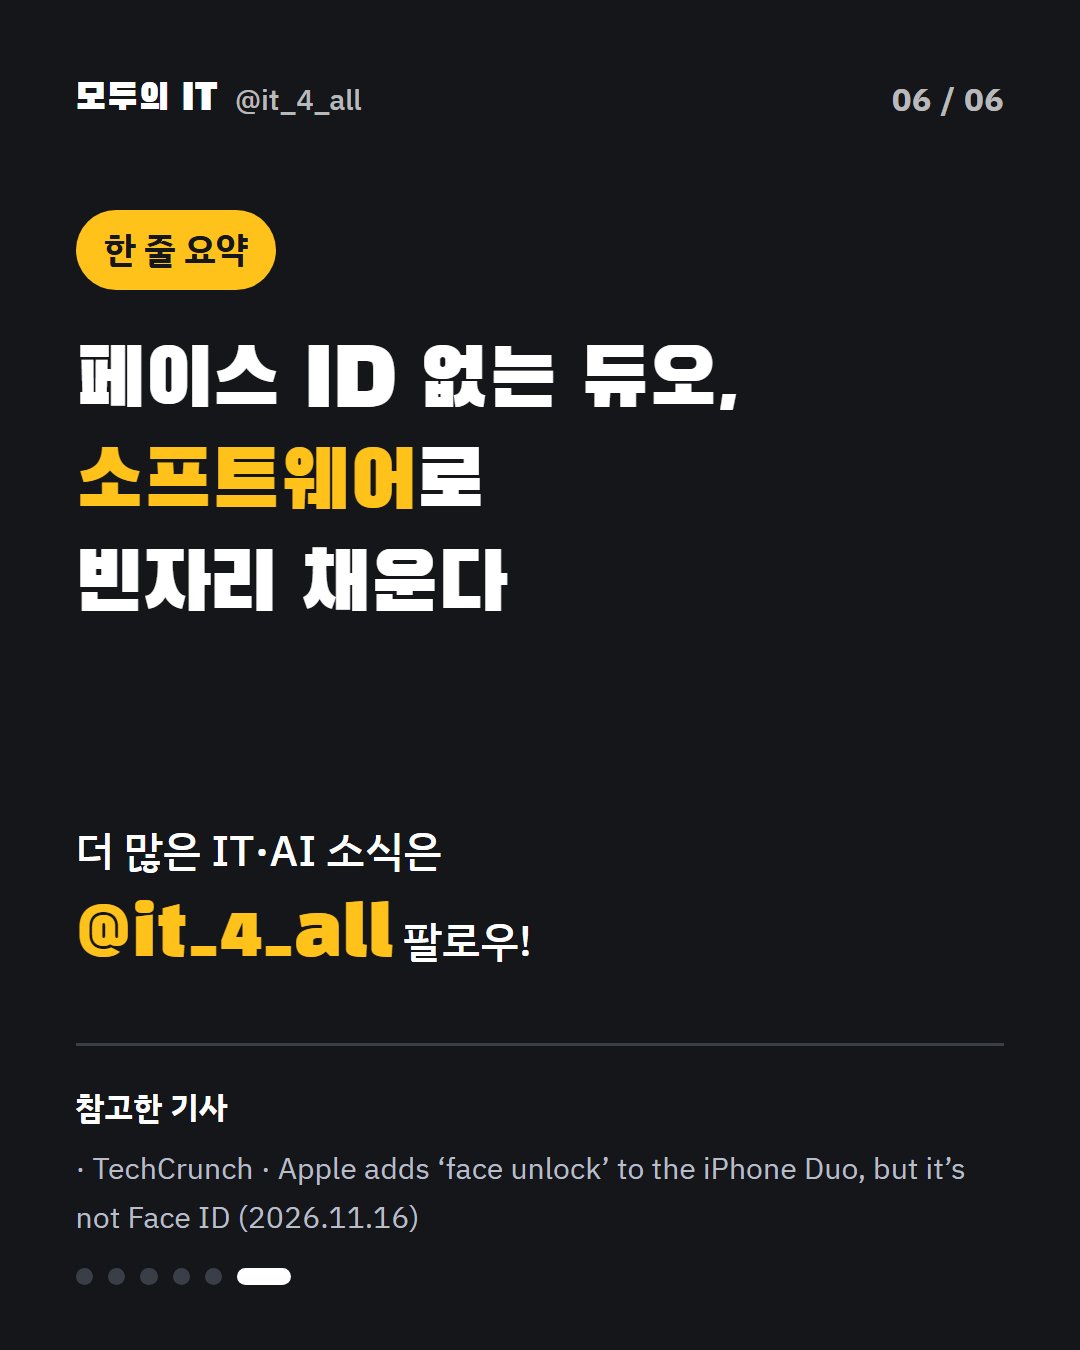 모두의 IT @it_4_all
06 / 06
한 줄 요약
페이스 ID 없는 듀오,
소프트웨어로
빈자리 채운다
더 많은 IT·AI 소식은
@it_4_all 팔로우!
참고한 기사
· TechCrunch · Apple adds ‘face unlock’ to the iPhone Duo, but it’s
not Face ID (2026.11.16)